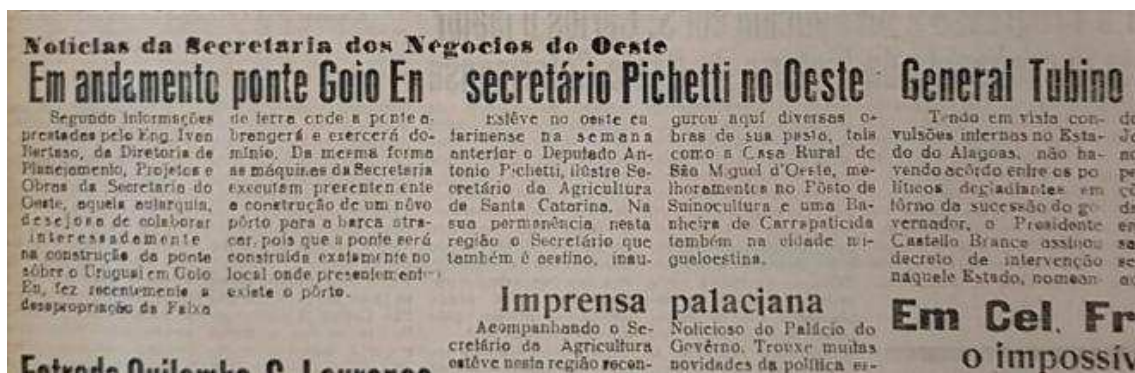 Noticias da Secretaria dos Negocios do Oeste
Em andamento ponte Goio En
Segundo informações
prestadas pelo Eng. Ivan
Bertaso, da Diretoria de
Planejamento, Projetos e
Obras da Secretaria do
Oeste, aquela autarquia,
desejosa de colaborar
interessadamente
na construção da ponte
sôbre o Uruguai em Goio
En, fez recentemente a
desapropriação da Faixa
de terra onde a ponte a-
brangerá e exercerá do-
mínio. Da mesma forma
as máquinas da Secretaria
executam presentemente
a construção de um nôvo
pôrto para a barca atra-
car, pois que a ponte será
construída exatamente no
local onde presentement
existe o pôrto.
secretário Pichetti no Oeste
Estêve no oeste ca
tarinense na semana
anterior o Deputado An-
tonio Pichetti, ilústre Se-
cretário da Agricultura
de Santa Catarina. Na
sua permanência nesta
região o Secretário que
também é oestino, inau-
gurou aqui diversas o-
bras de sua pasta, tais
como a Casa Rural de
São Miguel d'Oeste, me-
lhoramentos no Pôsto de
Suinocultura e uma Ba-
nheira de Carrapaticida
também na cidade mi-
gueloestina.
Imprensa palaciana
Acompanhando o Se-
cretário da Agricultura
estêve nesta região recen-
Noticioso do Palácio do
Govêrno. Trouxe muitas
novidades da política es-
General Tubino
Tendo em vista con-
vulsões internas no Esta-
do do Alagoas, não ha-
vendo acôrdo entre os po
líticos degladiantes em
tôrno da sucessão do go
vernador, o Presidente
Castello Branco assinou
decreto de intervenção
naquele Estado, nomean-
Em Cel. Fr
o impossív
Estrada Quilombo S. Lourenço